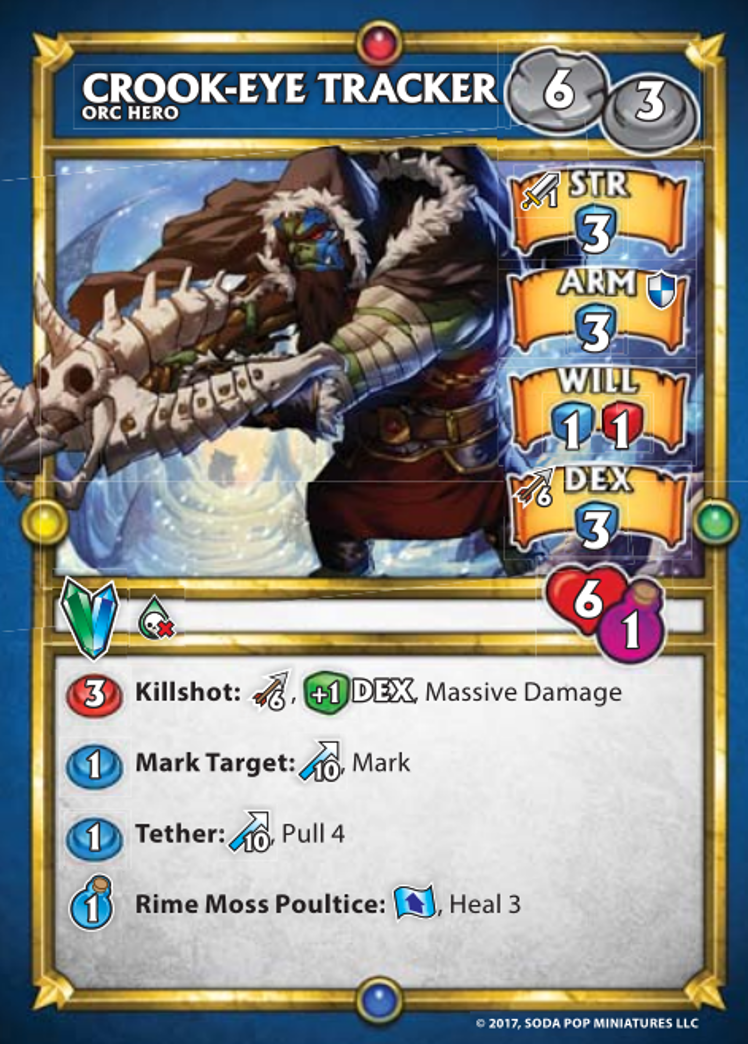 CROOK-EYE TRACKER 6 3
ORC HERO
1 STR
3
ARM
3
WILL
1 1
6 DEX
3
6 1
3 Killshot: 6, +1 DEX, Massive Damage
1 Mark Target: 10, Mark
1 Tether: 10, Pull 4
1 Rime Moss Poultice: , Heal 3
© 2017, SODA POP MINIATURES LLC